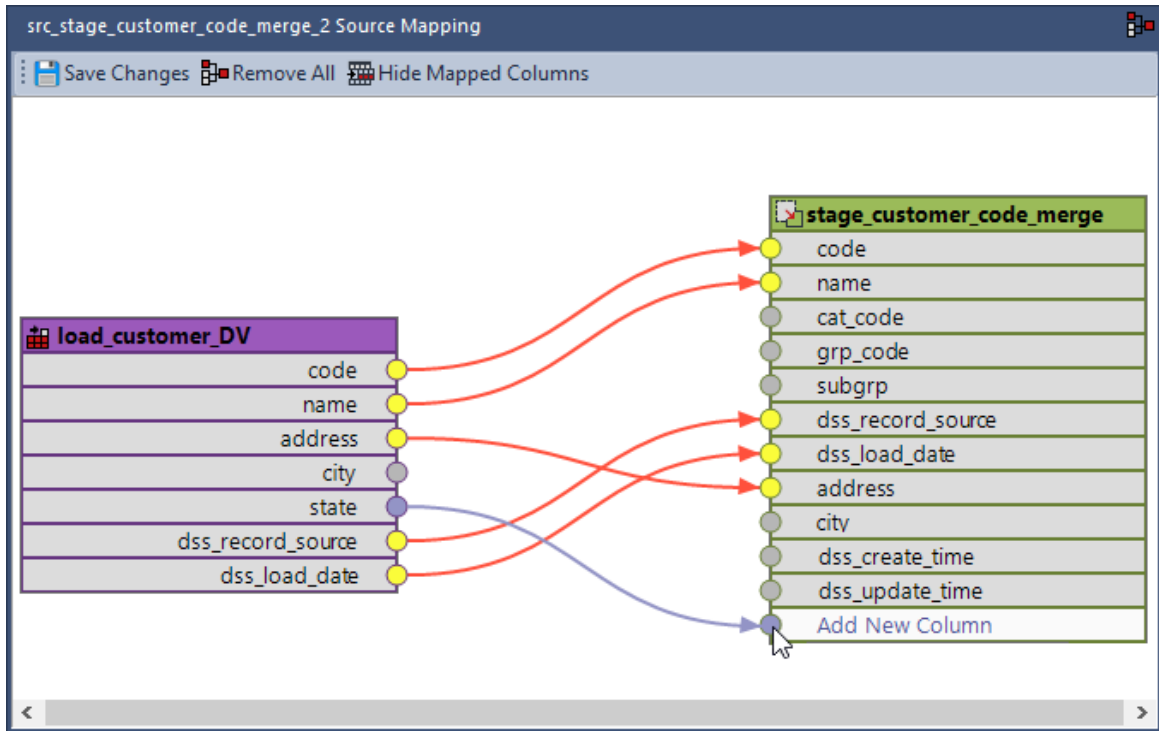 src_stage_customer_code_merge_2 Source Mapping
Save Changes Remove All Hide Mapped Columns
load_customer_DV
code
name
address
city
state
dss_record_source
dss_load_date
stage_customer_code_merge
code
name
cat_code
grp_code
subgrp
dss_record_source
dss_load_date
address
city
dss_create_time
dss_update_time
Add New Column